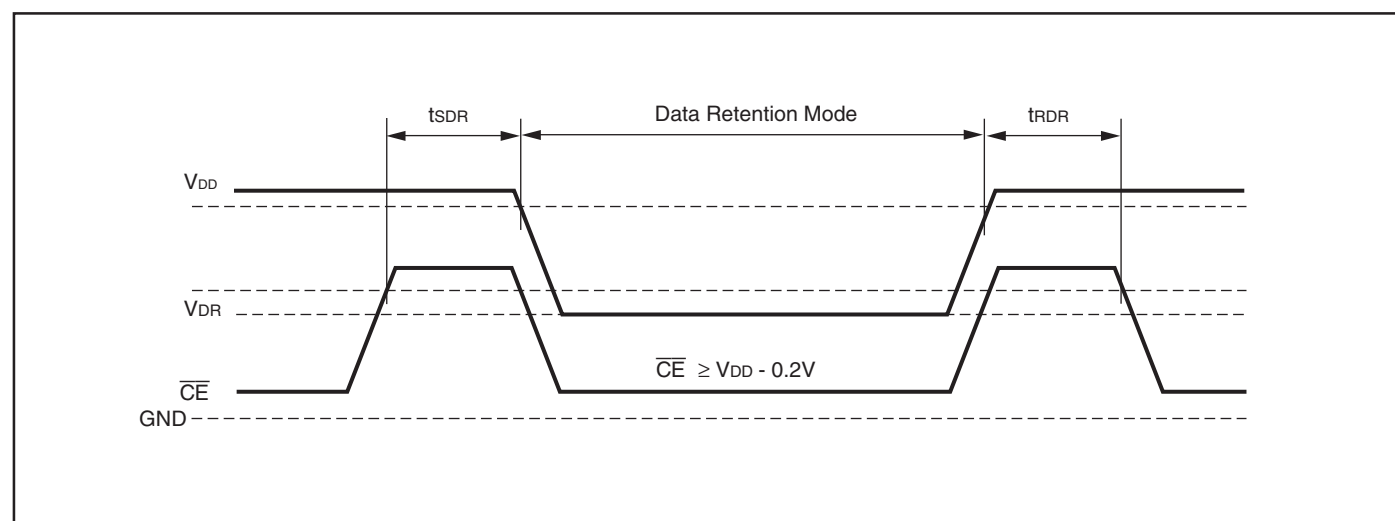 tSDR
Data Retention Mode
tRDR
VDD
VDR
CE ≥ VDD - 0.2V
CE
GND